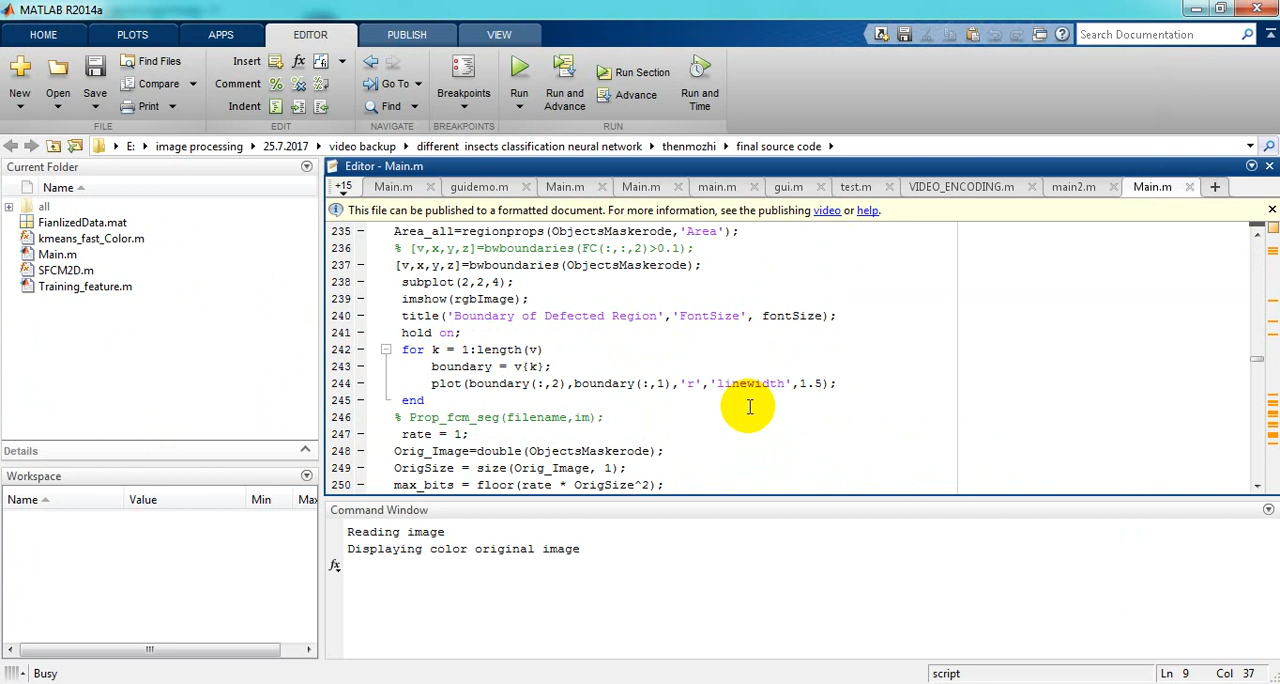 MATLAB R2014a
HOME PLOTS APPS EDITOR PUBLISH VIEW Search Documentation
New Open Save Find Files Compare Print Insert Comment Indent Go To Find Breakpoints Run Run and Advance Run Section Advance Run and Time
FILE EDIT NAVIGATE BREAKPOINTS RUN
E: image processing 25.7.2017 video backup different insects classification neural network thenmozhi final source code
Current Folder
Name
all
FianlizedData.mat
kmeans_fast_Color.m
Main.m
SFCM2D.m
Training_feature.m
Details
Workspace
Name Value Min Max
Editor - Main.m
+15 Main.m guidemo.m Main.m Main.m main.m gui.m test.m VIDEO_ENCODING.m main2.m Main.m
This file can be published to a formatted document. For more information, see the publishing video or help.
235 Area_all=regionprops(ObjectsMaskerode,'Area');
236 % [v,x,y,z]=bwboundaries(FC(:,:,2)>0.1);
237 [v,x,y,z]=bwboundaries(ObjectsMaskerode);
238 subplot(2,2,4);
239 imshow(rgbImage);
240 title('Boundary of Defected Region','FontSize', fontSize);
241 hold on;
242 for k = 1:length(v)
243 boundary = v{k};
244 plot(boundary(:,2),boundary(:,1),'r','linewidth',1.5);
245 end
246 % Prop_fcm_seg(filename,im);
247 rate = 1;
248 Orig_Image=double(ObjectsMaskerode);
249 OrigSize = size(Orig_Image, 1);
250 max_bits = floor(rate * OrigSize^2);
Command Window
Reading image
Displaying color original image
fx
Busy script Ln 9 Col 37